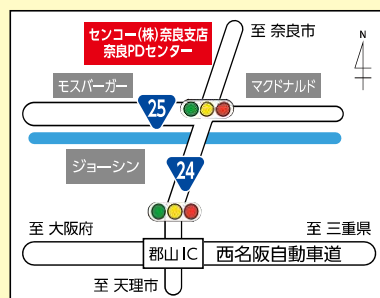 センコー(株)奈良支店
奈良PDセンター
至 奈良市
N
モスバーガー
マクドナルド
25
ジョーシン
24
至 大阪府
至 三重県
郡山IC
西名阪自動車道
至 天理市